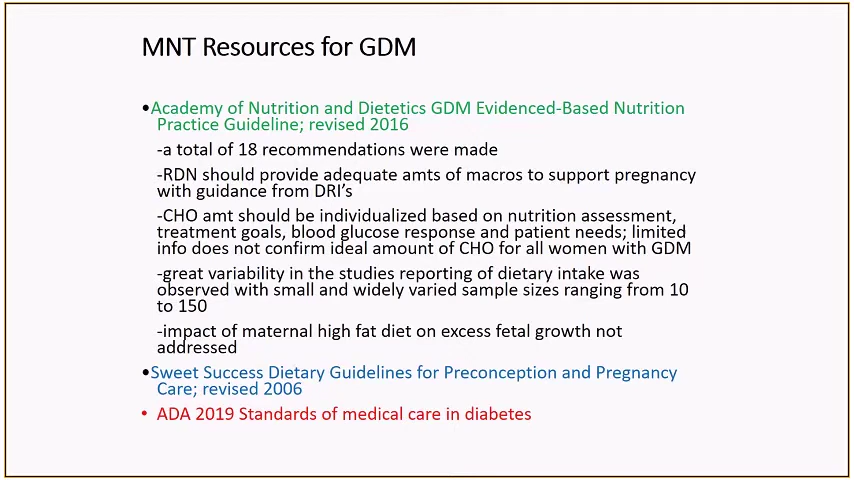 MNT Resources for GDM
•Academy of Nutrition and Dietetics GDM Evidenced-Based Nutrition
Practice Guideline; revised 2016
-a total of 18 recommendations were made
-RDN should provide adequate amts of macros to support pregnancy
with guidance from DRI's
-CHO amt should be individualized based on nutrition assessment,
treatment goals, blood glucose response and patient needs; limited
info does not confirm ideal amount of CHO for all women with GDM
-great variability in the studies reporting of dietary intake was
observed with small and widely varied sample sizes ranging from 10
to 150
-impact of maternal high fat diet on excess fetal growth not
addressed
•Sweet Success Dietary Guidelines for Preconception and Pregnancy
Care; revised 2006
• ADA 2019 Standards of medical care in diabetes